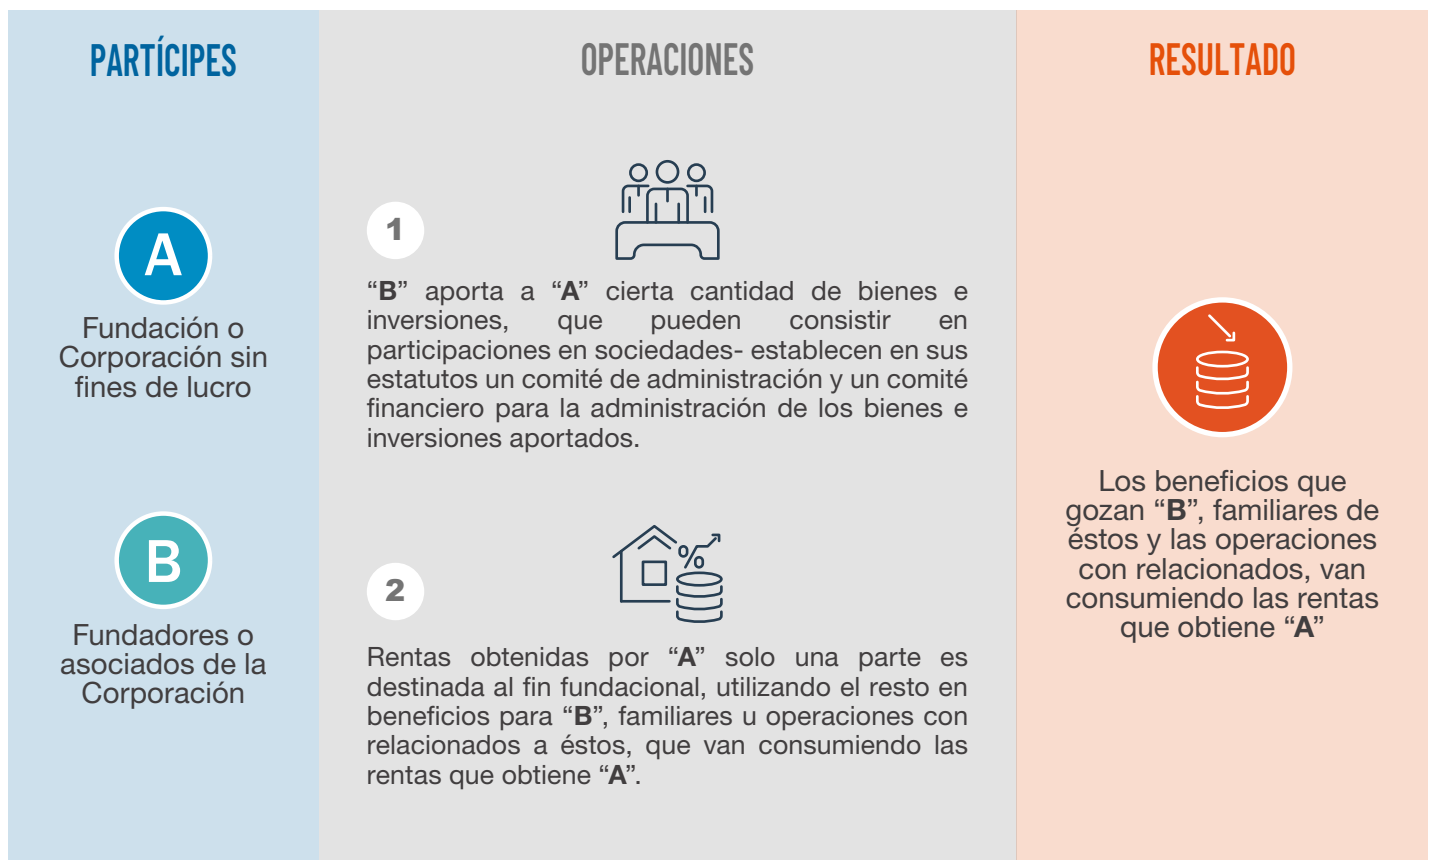 PARTÍCIPES
A
Fundación o
Corporación sin
fines de lucro
B
Fundadores o
asociados de la
Corporación
OPERACIONES
1
“B” aporta a “A” cierta cantidad de bienes e
inversiones, que pueden consistir en
participaciones en sociedades- establecen en sus
estatutos un comité de administración y un comité
financiero para la administración de los bienes e
inversiones aportados.
%
2
Rentas obtenidas por “A” solo una parte es
destinada al fin fundacional, utilizando el resto en
beneficios para “B”, familiares u operaciones con
relacionados a éstos, que van consumiendo las
rentas que obtiene “A”.
RESULTADO
Los beneficios que
gozan “B”, familiares de
éstos y las operaciones
con relacionados, van
consumiendo las rentas
que obtiene “A”